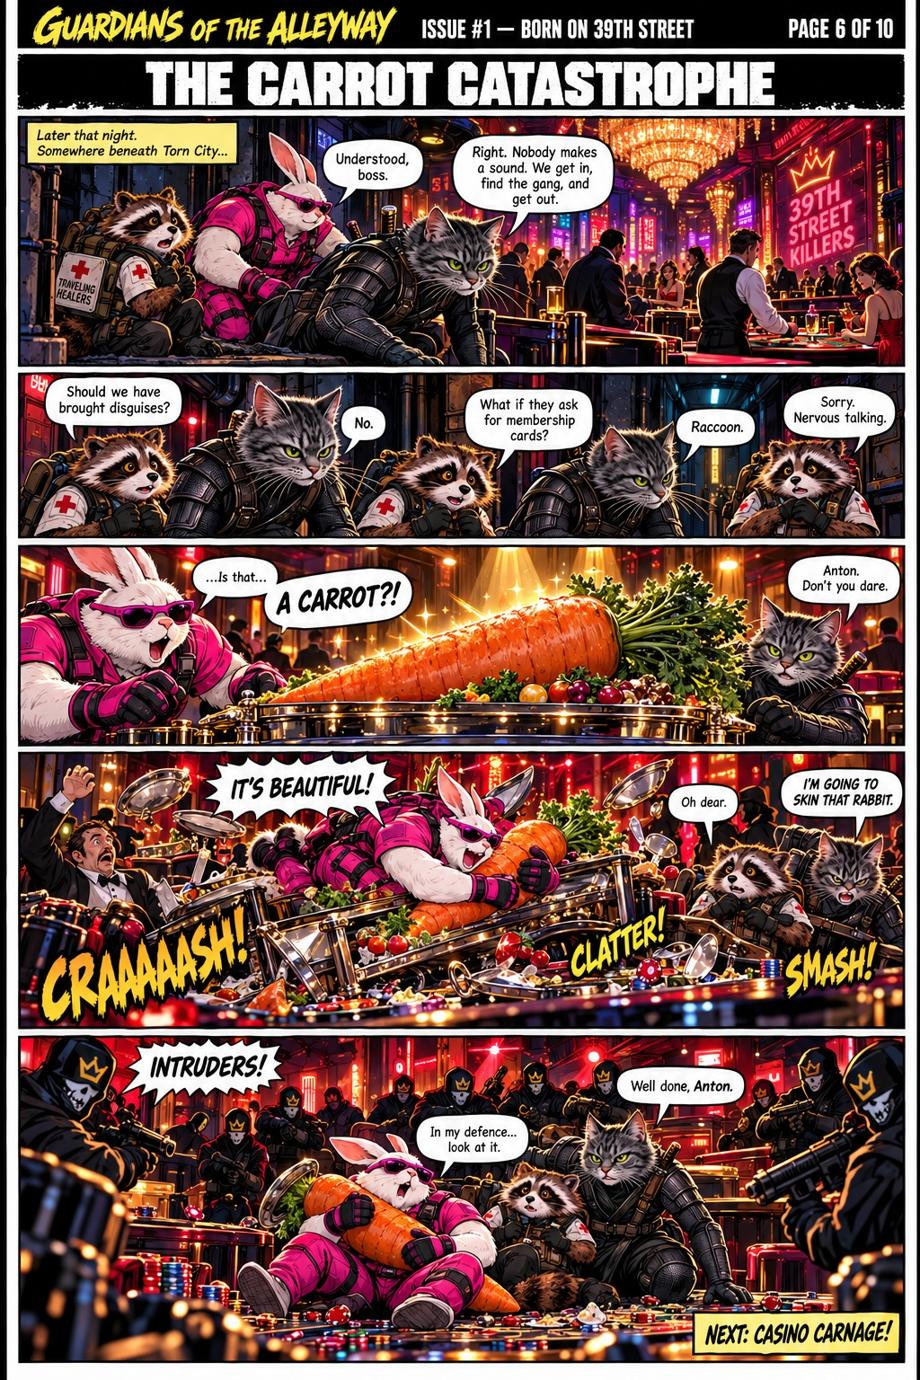 GUARDIANS OF THE ALLEYWAY
ISSUE #1 — BORN ON 39TH STREET
PAGE 6 OF 10
THE CARROT CATASTROPHE
Later that night.
Somewhere beneath Torn City...
Understood,
boss.
Right. Nobody makes
a sound. We get in,
find the gang, and
get out.
TRAVELING
HEALERS
39TH
STREET
KILLERS
Should we have
brought disguises?
No.
What if they ask
for membership
cards?
Raccoon.
Sorry.
Nervous talking.
...Is that...
A CARROT?!
Anton.
Don't you dare.
IT'S BEAUTIFUL!
Oh dear.
I'M GOING TO
SKIN THAT RABBIT.
CRAAAAASH!
CLATTER!
SMASH!
INTRUDERS!
Well done, Anton.
In my defence...
look at it.
NEXT: CASINO CARNAGE!